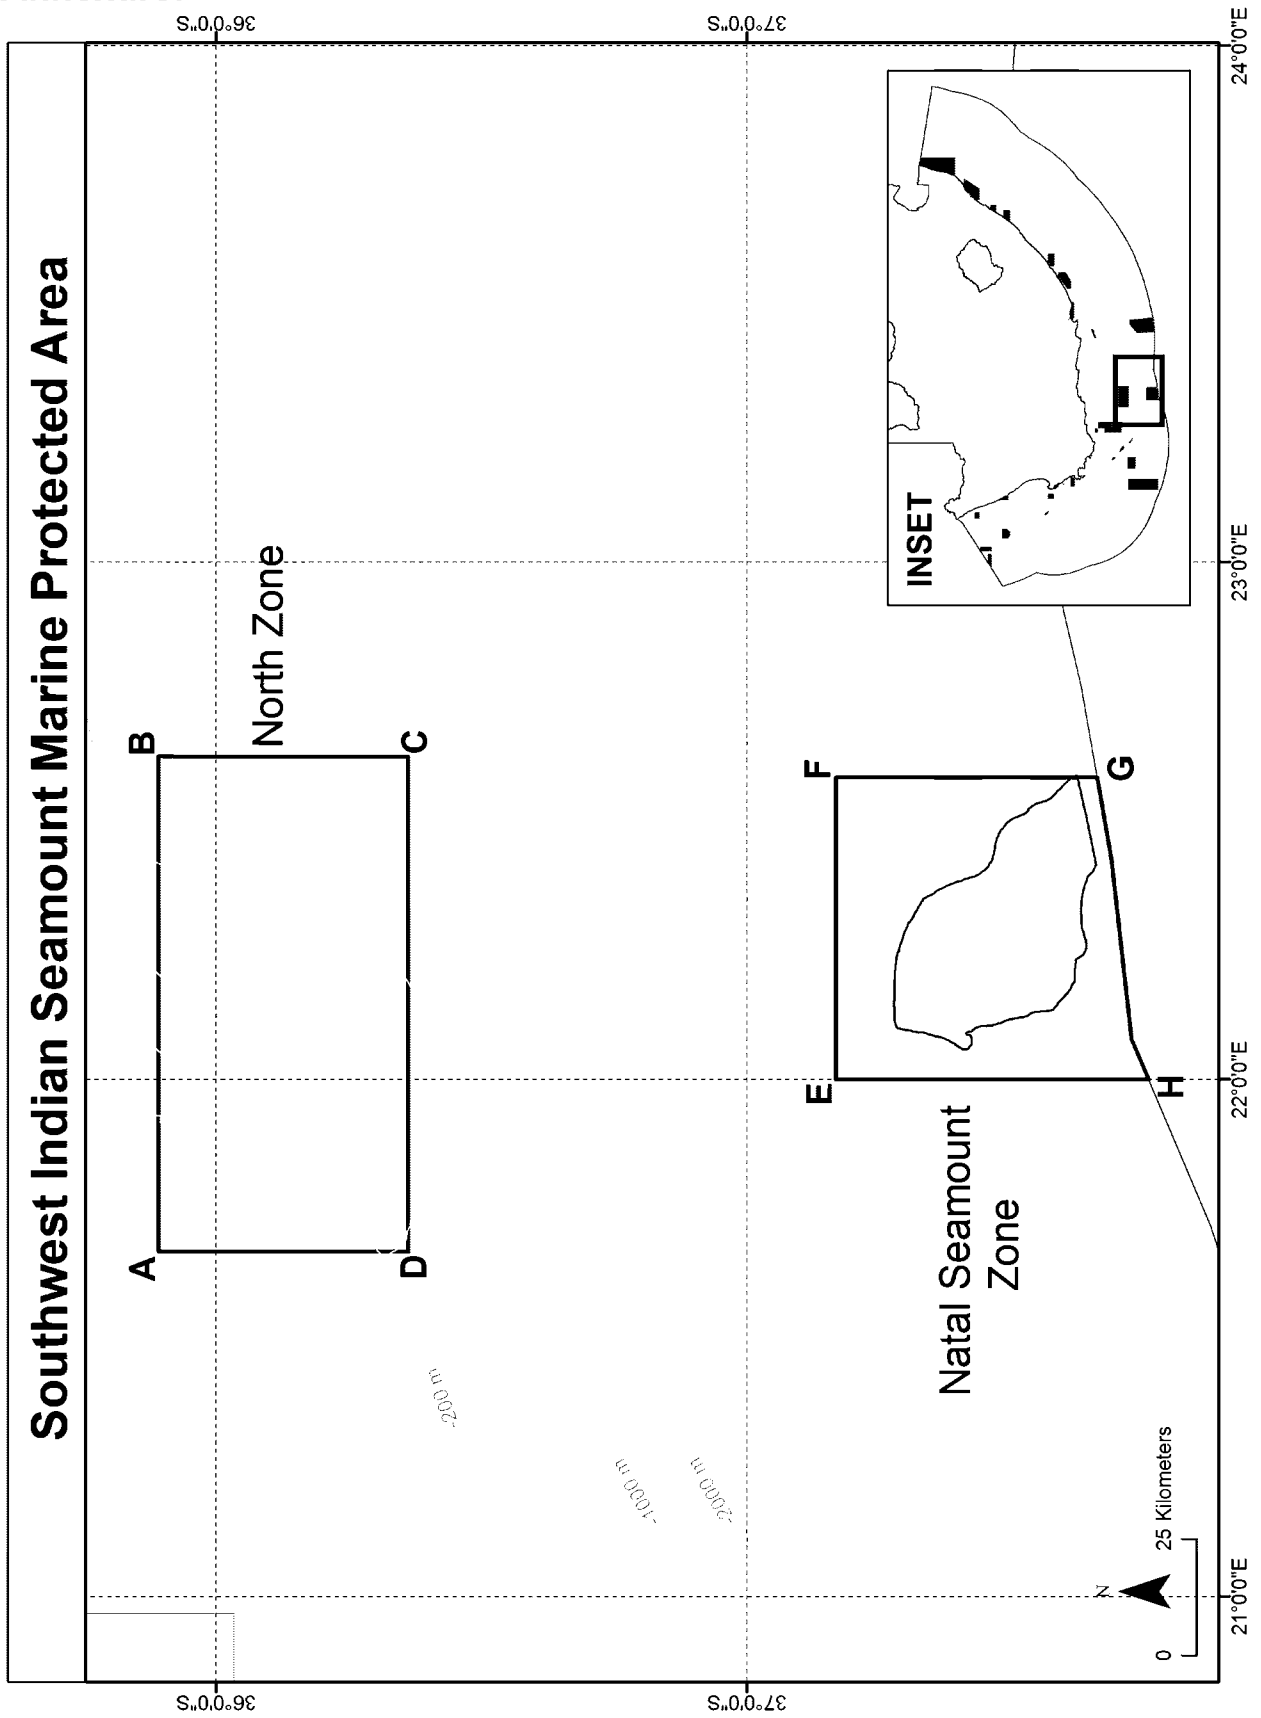 Southwest Indian Seamount Marine Protected Area
36°0'0"S
36°0'0"S
A
B
North Zone
D
C
-200 m
-1000 m
-2000 m
37°0'0"S
37°0'0"S
E
F
Natal Seamount
Zone
G
H
INSET
N
0
25 Kilometers
21°0'0"E
22°0'0"E
23°0'0"E
24°0'0"E